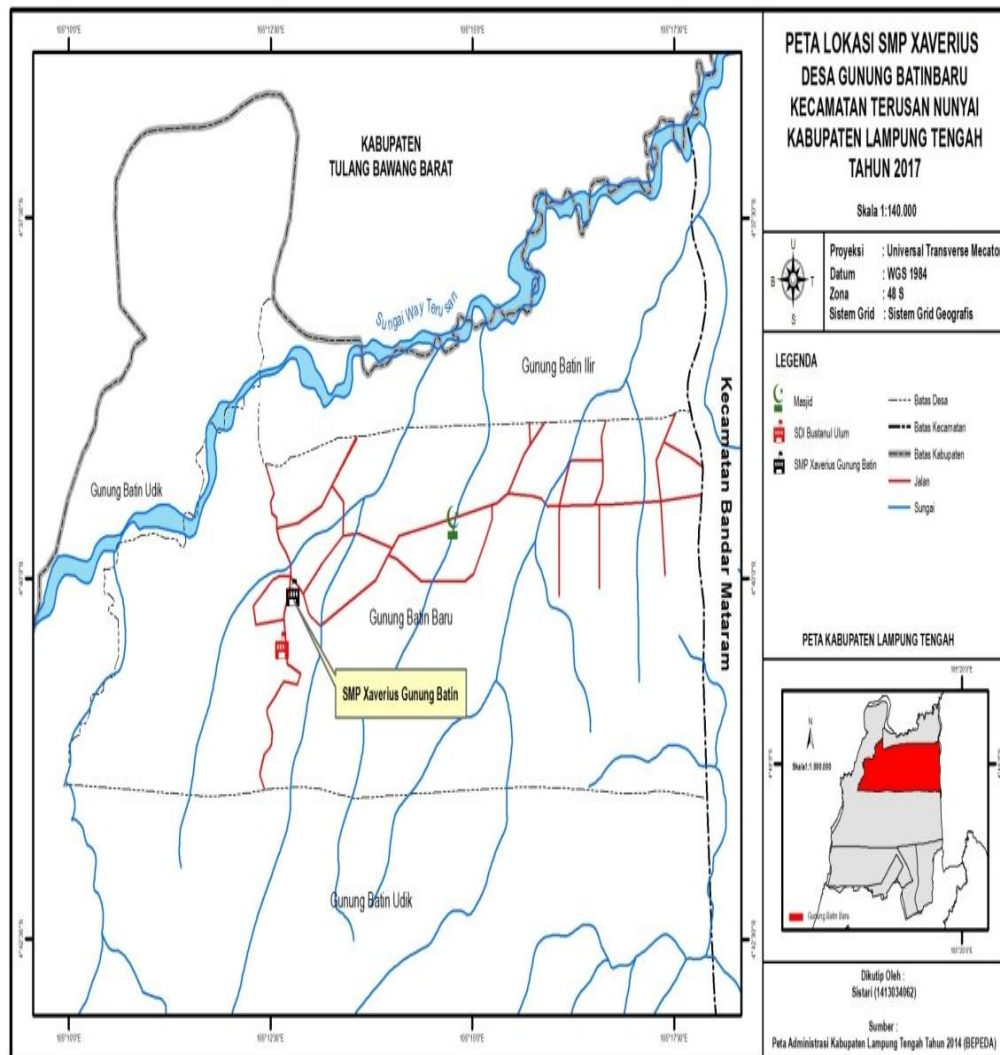 PETA LOKASI SMP XAVERIUS
DESA GUNUNG BATINBARU
KECAMATAN TERUSAN NUNYAI
KABUPATEN LAMPUNG TENGAH
TAHUN 2017
Skala 1:140.000
U
B
T
S
Proyeksi : Universal Transverse Mecator
Datum : WGS 1984
Zona : 48 S
Sistem Grid : Sistem Grid Geografis
LEGENDA
Masjid
SDI Bustanul Ulum
SMP Xaverius Gunung Batin
Batas Desa
Batas Kecamatan
Batas Kabupaten
Jalan
Sungai
PETA KABUPATEN LAMPUNG TENGAH
N
Gunung Batin Baru
Dikutip Oleh :
Sistari (1413034062)
Sumber :
Peta Administrasi Kabupaten Lampung Tengah Tahun 2014 (BEPEDA)
KABUPATEN
TULANG BAWANG BARAT
Sungai Way Terusan
Gunung Batin Ilir
Gunung Batin Udik
Kecamatan Bandar Mataram
Gunung Batin Baru
SMP Xaverius Gunung Batin
Gunung Batin Udik